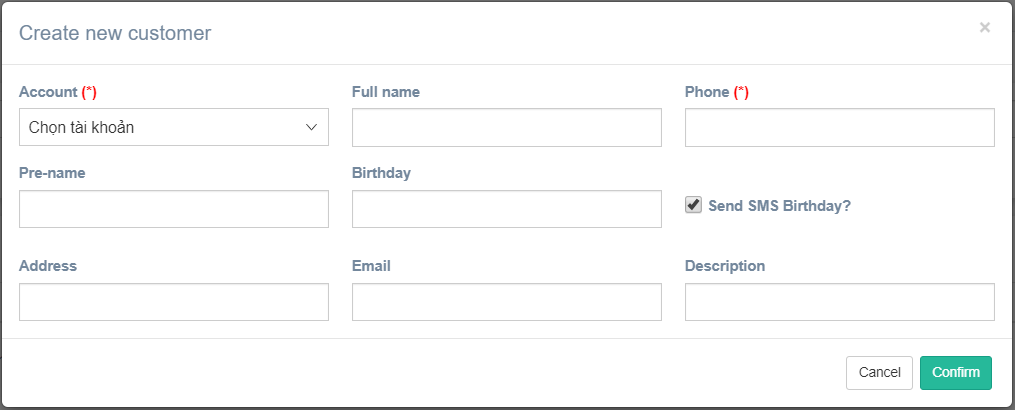 Create new customer ×
Account (*) Full name Phone (*)
Chọn tài khoản
Pre-name Birthday
Send SMS Birthday?
Address Email Description
Cancel Confirm